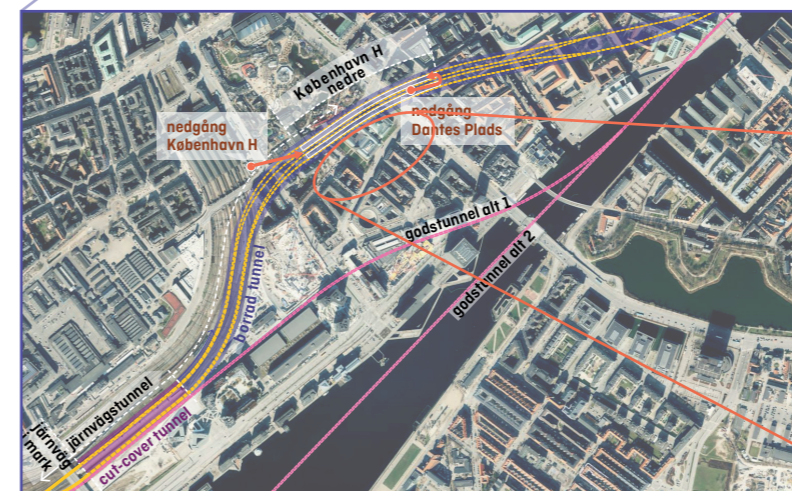 København H
nedre
nedgång
København H
nedgång
Dantes Plads
godstunnel alt 1
godstunnel alt 2
borrad tunnel
järnvägstunnel
järnväg
i mark
cut-cover tunnel